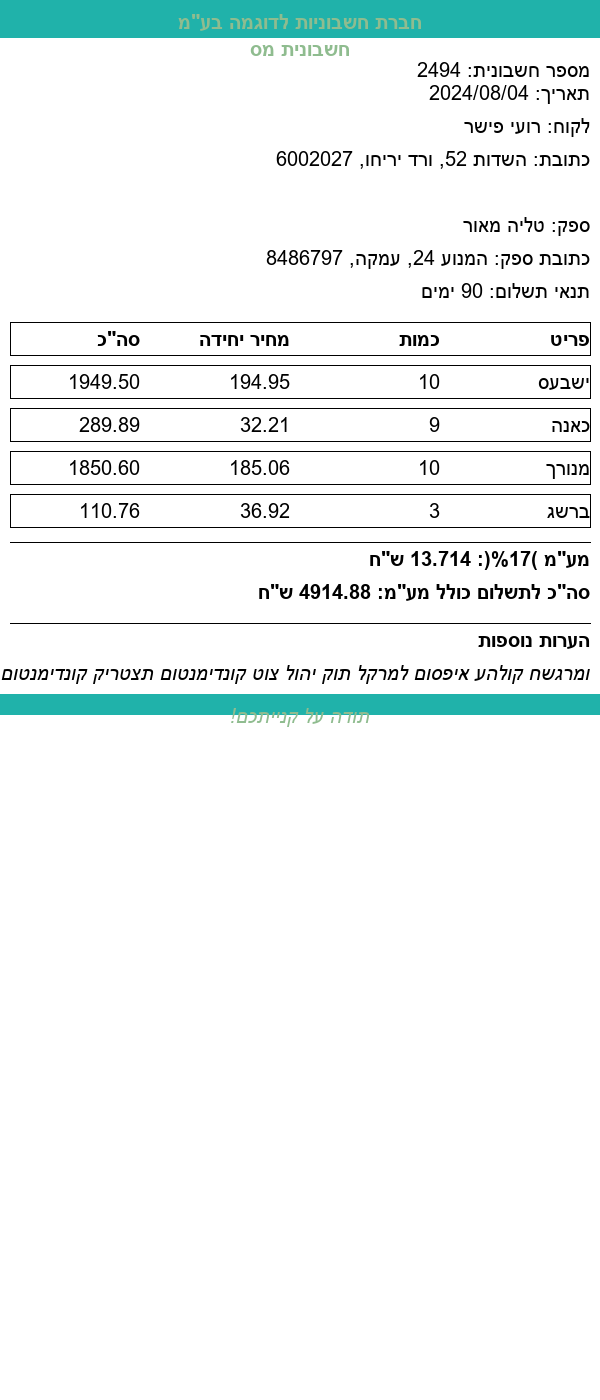 חברת חשבוניות לדוגמה בע"מ
חשבונית מס
מספר חשבונית: 2494
תאריך: 2024/08/04
לקוח: רועי פישר
כתובת: השדות 52, ורד יריחו, 6002027
ספק: טליה מאור
כתובת ספק: המנוע 24, עמקה, 8486797
תנאי תשלום: 90 ימים
פריט כמות מחיר יחידה סה"כ
ישבעס 10 194.95 1949.50
כאנה 9 32.21 289.89
מנורך 10 185.06 1850.60
ברשג 3 36.92 110.76
מע"מ )17%(: 13.714 ש"ח
סה"כ לתשלום כולל מע"מ: 4914.88 ש"ח
הערות נוספות
ומרגשח קולהע איפסום למרקל תוק יהול צוט קונדימנטום תצטריק קונדימנטום
תודה על קנייתכם!